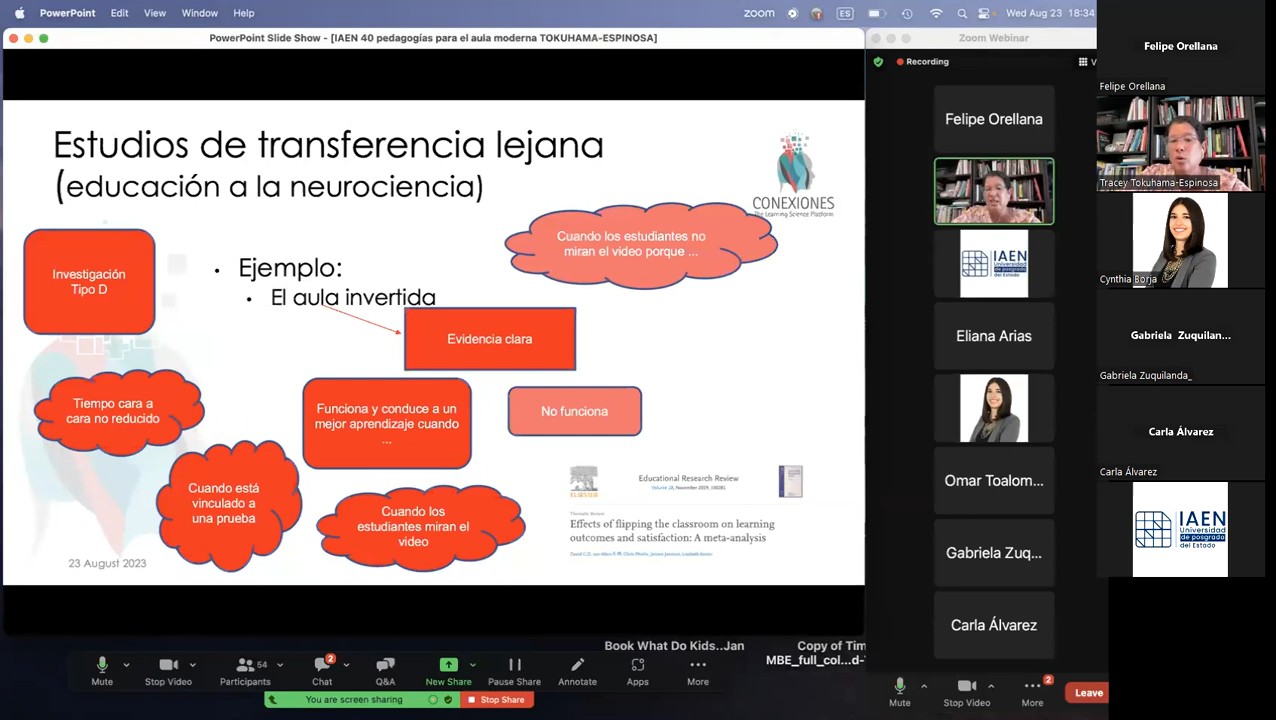 PowerPoint Edit View Window Help
zoom ES Wed Aug 23 18:34
PowerPoint Slide Show - [IAEN 40 pedagogías para el aula moderna TOKUHAMA-ESPINOSA]
Zoom Webinar
Recording
Estudios de transferencia lejana
(educación a la neurociencia)
CONEXIONES
The Learning Science Platform
Investigación
Tipo D
Ejemplo:
El aula invertida
Cuando los estudiantes no
miran el video porque ...
Evidencia clara
Tiempo cara a
cara no reducido
Funciona y conduce a un
mejor aprendizaje cuando
...
No funciona
Cuando está
vinculado a
una prueba
Cuando los
estudiantes miran el
video
ELSEVIER
Educational Research Review
Volume 28, November 2019, 100281
Thematic Review
Effects of flipping the classroom on learning
outcomes and satisfaction: A meta-analysis
23 August 2023
Felipe Orellana
IAEN
Universidad
de posgrado
del Estado
Eliana Arias
Omar Toalom...
Gabriela Zuq...
Carla Álvarez
Felipe Orellana
Felipe Orellana
Tracey Tokuhama-Espinosa
Cynthia Borja
Gabriela Zuquilan...
Gabriela Zuquilanda_
Carla Álvarez
Carla Álvarez
IAEN
Universidad
de posgrado
del Estado
Book What Do Kids..Jan
Copy of Tim
MBE_full_col...d-
Mute
Stop Video
54
Participants
2
Chat
Q&A
New Share
Pause Share
Annotate
Apps
More
You are screen sharing
Stop Share
Mute
Stop Video
2
More
Leave